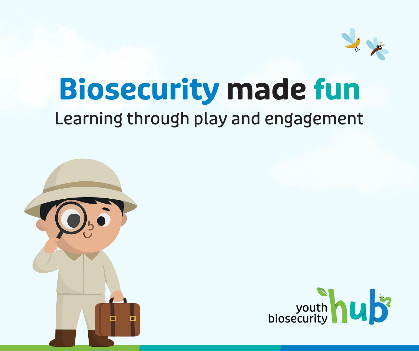 Biosecurity made fun
Learning through play and engagement
youth
biosecurity hub